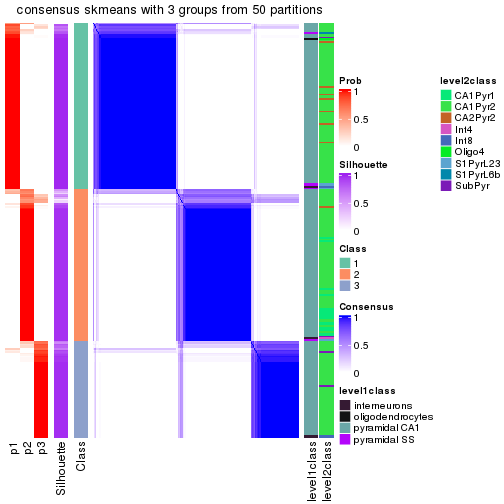 consensus skmeans with 3 groups from 50 partitions
p1
p2
p3
Silhouette
Class
level1class
level2class
Prob
1
0.5
0
Silhouette
1
0.5
0
Class
1
2
3
Consensus
1
0.5
0
level1class
interneurons
oligodendrocytes
pyramidal CA1
pyramidal SS
level2class
CA1Pyr1
CA1Pyr2
CA2Pyr2
Int4
Int8
Oligo4
S1PyrL23
S1PyrL6b
SubPyr